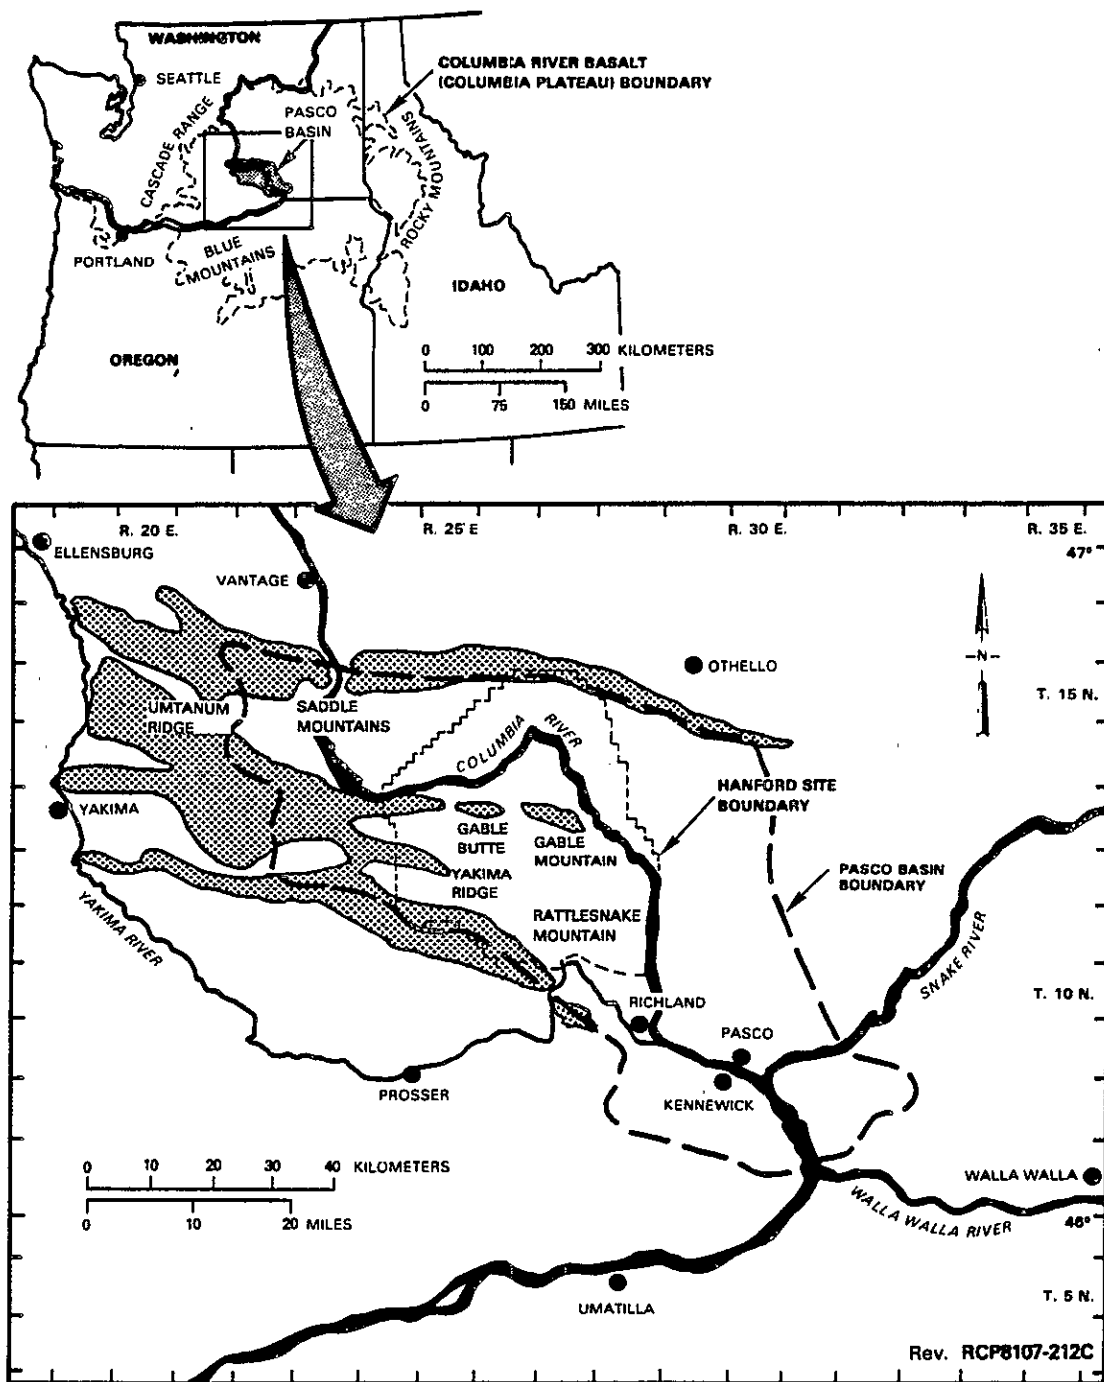 WASHINGTON
SEATTLE
COLUMBIA RIVER BASALT
(COLUMBIA PLATEAU) BOUNDARY
PASCO
BASIN
CASCADE RANGE
ROCKY MOUNTAINS
PORTLAND
BLUE
MOUNTAINS
IDAHO
OREGON
0 100 200 300 KILOMETERS
0 75 150 MILES
R. 20 E. R. 25 E R. 30 E. R. 35 E.
47°
ELLENSBURG
VANTAGE
N
OTHELLO
T. 15 N.
UMTANUM
RIDGE
SADDLE
MOUNTAINS
COLUMBIA RIVER
HANFORD SITE
BOUNDARY
YAKIMA
GABLE
BUTTE
GABLE
MOUNTAIN
YAKIMA
RIDGE
PASCO BASIN
BOUNDARY
YAKIMA RIVER
RATTLESNAKE
MOUNTAIN
SNAKE RIVER
T. 10 N.
RICHLAND
PASCO
PROSSER
KENNEWICK
0 10 20 30 40 KILOMETERS
0 10 20 MILES
WALLA WALLA
WALLA WALLA RIVER
46°
UMATILLA
T. 5 N.
Rev. RCP8107-212C